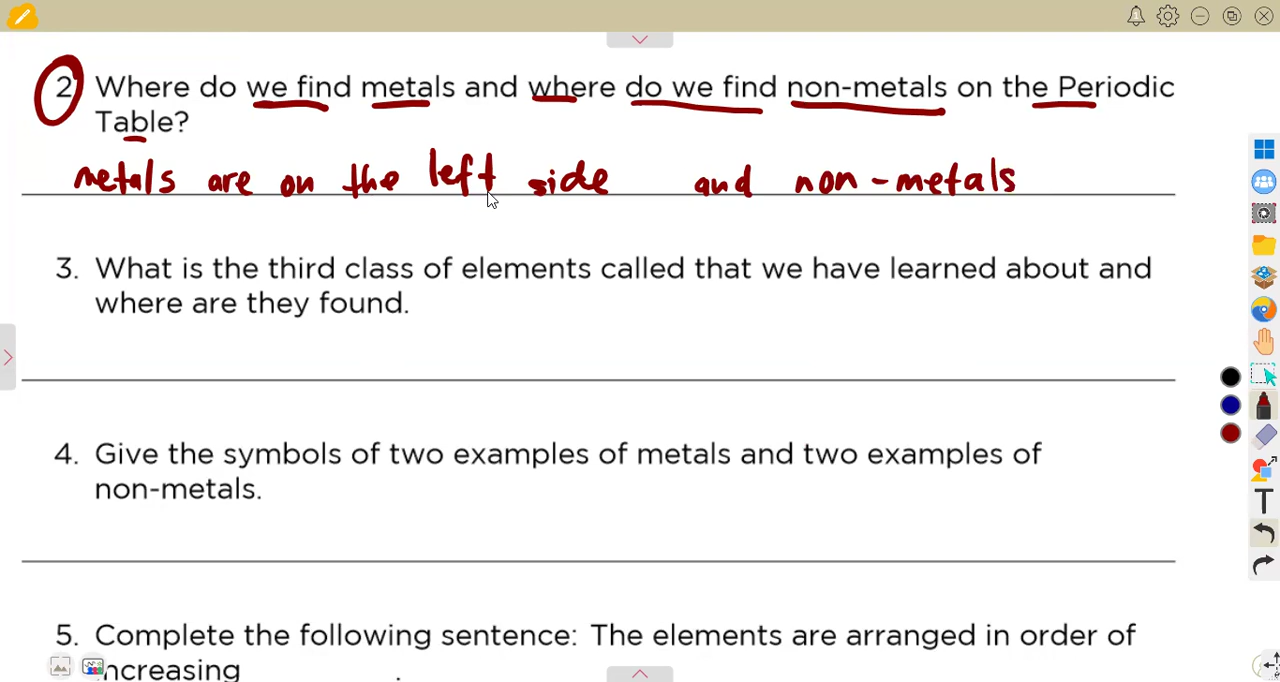 2 Where do we find metals and where do we find non-metals on the Periodic
Table?
metals are on the left side and non-metals
3. What is the third class of elements called that we have learned about and
where are they found.
4. Give the symbols of two examples of metals and two examples of
non-metals.
5. Complete the following sentence: The elements are arranged in order of
increasing .
T